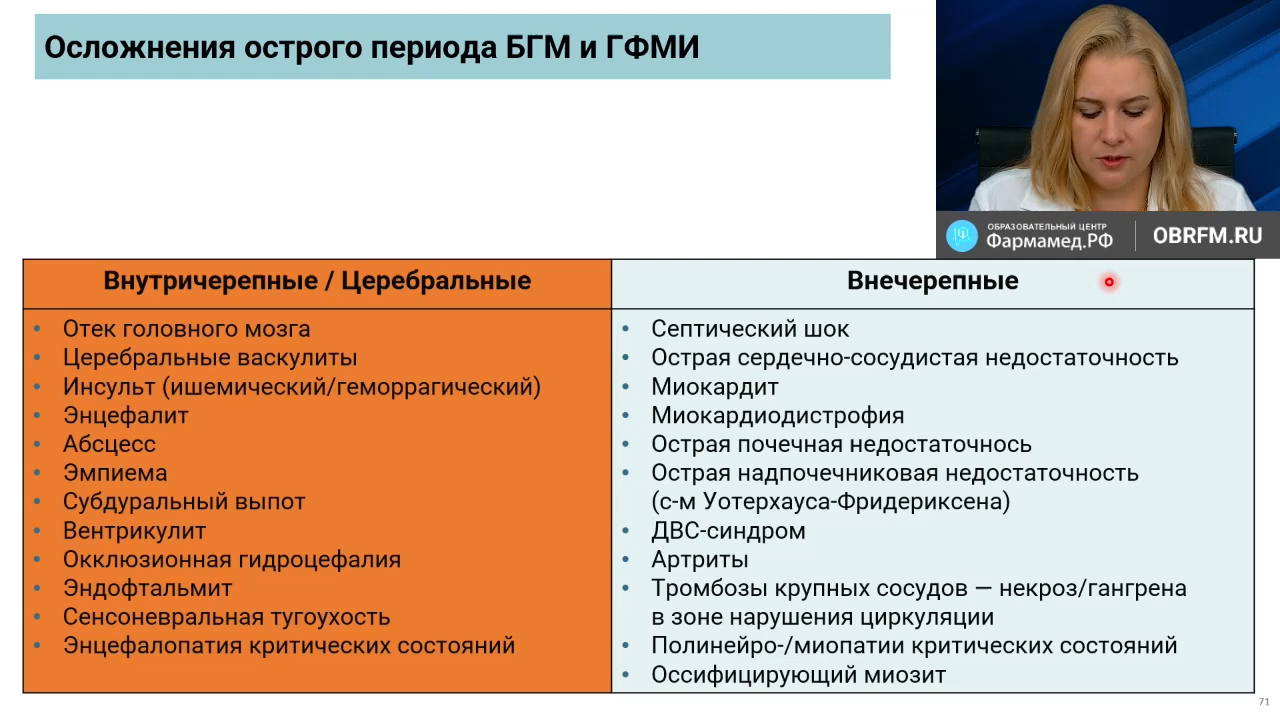 Осложнения острого периода БГМ и ГФМИ
ОБРАЗОВАТЕЛЬНЫЙ ЦЕНТР
Фармамед.РФ
OBRFM.RU
Внутричерепные / Церебральные
• Отек головного мозга
• Церебральные васкулиты
• Инсульт (ишемический/геморрагический)
• Энцефалит
• Абсцесс
• Эмпиема
• Субдуральный выпот
• Вентрикулит
• Окклюзионная гидроцефалия
• Эндофтальмит
• Сенсоневральная тугоухость
• Энцефалопатия критических состояний
Внечерепные
• Септический шок
• Острая сердечно-сосудистая недостаточность
• Миокардит
• Миокардиодистрофия
• Острая почечная недостаточнось
• Острая надпочечниковая недостаточность
(с-м Уотерхауса-Фридериксена)
• ДВС-синдром
• Артриты
• Тромбозы крупных сосудов — некроз/гангрена
в зоне нарушения циркуляции
• Полинейро-/миопатии критических состояний
• Оссифицирующий миозит
71